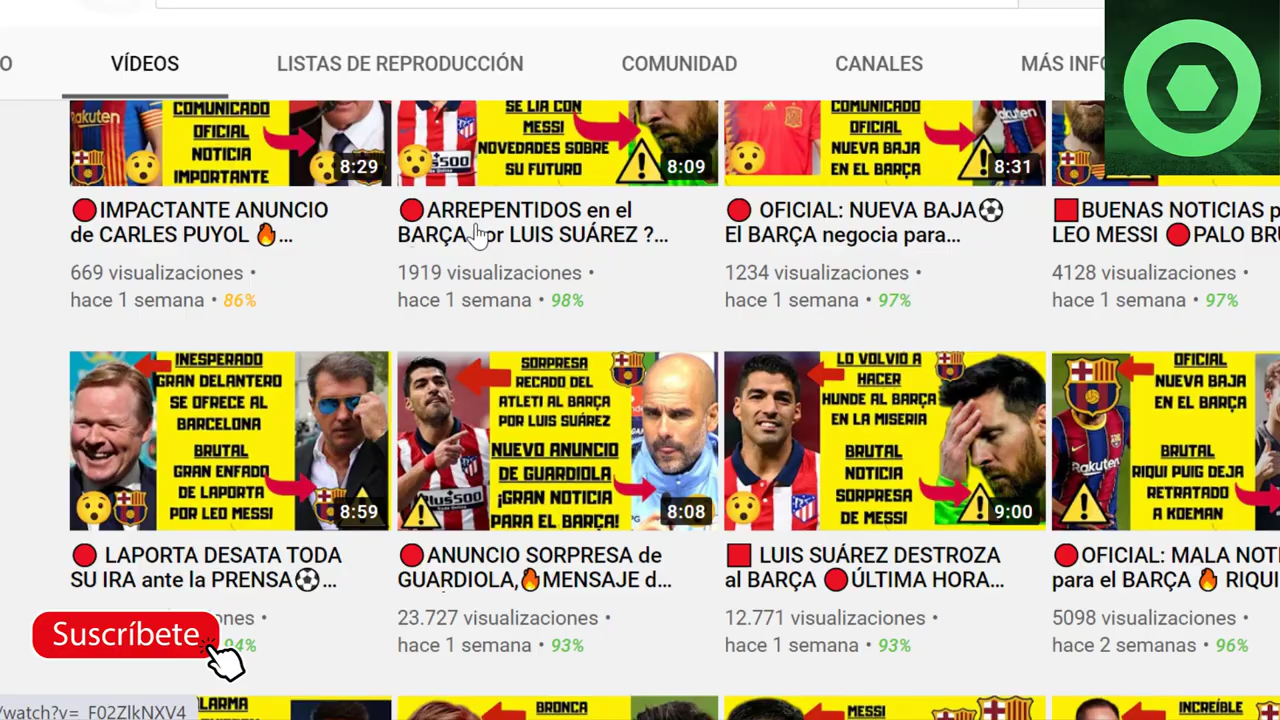 O
VÍDEOS
LISTAS DE REPRODUCCIÓN
COMUNIDAD
CANALES
MÁS INFO
Rakuten
COMUNICADO
OFICIAL
NOTICIA
IMPORTANTE
8:29
SE LIA CON
MESSI
NOVEDADES SOBRE
SU FUTURO
8:09
COMUNICADO
OFICIAL
NUEVA BAJA
EN EL BARÇA
8:31
🔴IMPACTANTE ANUNCIO
de CARLES PUYOL 🔥...
669 visualizaciones •
hace 1 semana • 86%
🔴ARREPENTIDOS en el
BARÇA por LUIS SUÁREZ ?...
1919 visualizaciones •
hace 1 semana • 98%
🔴 OFICIAL: NUEVA BAJA⚽
El BARÇA negocia para...
1234 visualizaciones •
hace 1 semana • 97%
🟥BUENAS NOTICIAS p
LEO MESSI 🔴PALO BRU
4128 visualizaciones •
hace 1 semana • 97%
INESPERADO
GRAN DELANTERO
SE OFRECE AL
BARCELONA
BRUTAL
GRAN ENFADO
DE LAPORTA
POR LEO MESSI
8:59
SORPRESA
RECADO DEL
ATLETI AL BARÇA
POR LUIS SUÁREZ
NUEVO ANUNCIO
DE GUARDIOLA
¡GRAN NOTICIA
PARA EL BARÇA!
Plus500
8:08
LO VOLVIÓ A
HACER
HUNDE AL BARÇA
EN LA MISERIA
BRUTAL
NOTICIA
SORPRESA
DE MESSI
9:00
OFICIAL
NUEVA BAJA
EN EL BARÇA
BRUTAL
RIQUI PUIG DEJA
RETRATADO
A KOEMAN
Rakuten
🔴 LAPORTA DESATA TODA
SU IRA ante la PRENSA⚽...
ones •
94%
🔴ANUNCIO SORPRESA de
GUARDIOLA,🔥MENSAJE d...
23.727 visualizaciones •
hace 1 semana • 93%
🟥 LUIS SUÁREZ DESTROZA
al BARÇA 🔴ÚLTIMA HORA...
12.771 visualizaciones •
hace 1 semana • 93%
🔴OFICIAL: MALA NOTI
para el BARÇA 🔥 RIQUI
5098 visualizaciones •
hace 2 semanas • 96%
Suscríbete
/watch?v=_F02ZlkNXV4
LARMA
BRONCA
MESSI
INCREÍBLE